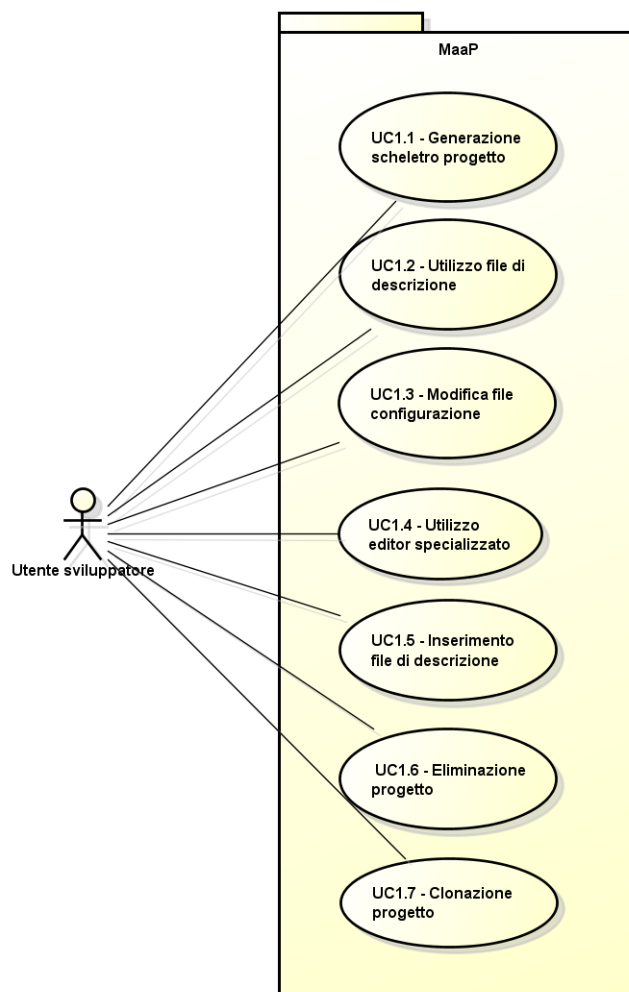 MaaP
UC1.1 - Generazione
scheletro progetto
UC1.2 - Utilizzo file di
descrizione
UC1.3 - Modifica file
configurazione
UC1.4 - Utilizzo
editor specializzato
Utente sviluppatore
UC1.5 - Inserimento
file di descrizione
UC1.6 - Eliminazione
progetto
UC1.7 - Clonazione
progetto